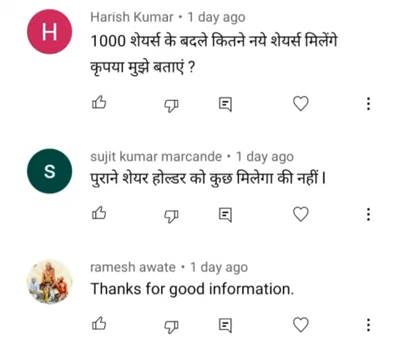 H
Harish Kumar • 1 day ago
1000 शेयर्स के बदले कितने नये शेयर्स मिलेंगे
कृपया मुझे बताएं ?
S
sujit kumar marcande • 1 day ago
पुराने शेयर होल्डर को कुछ मिलेगा की नहीं l
ramesh awate • 1 day ago
Thanks for good information.